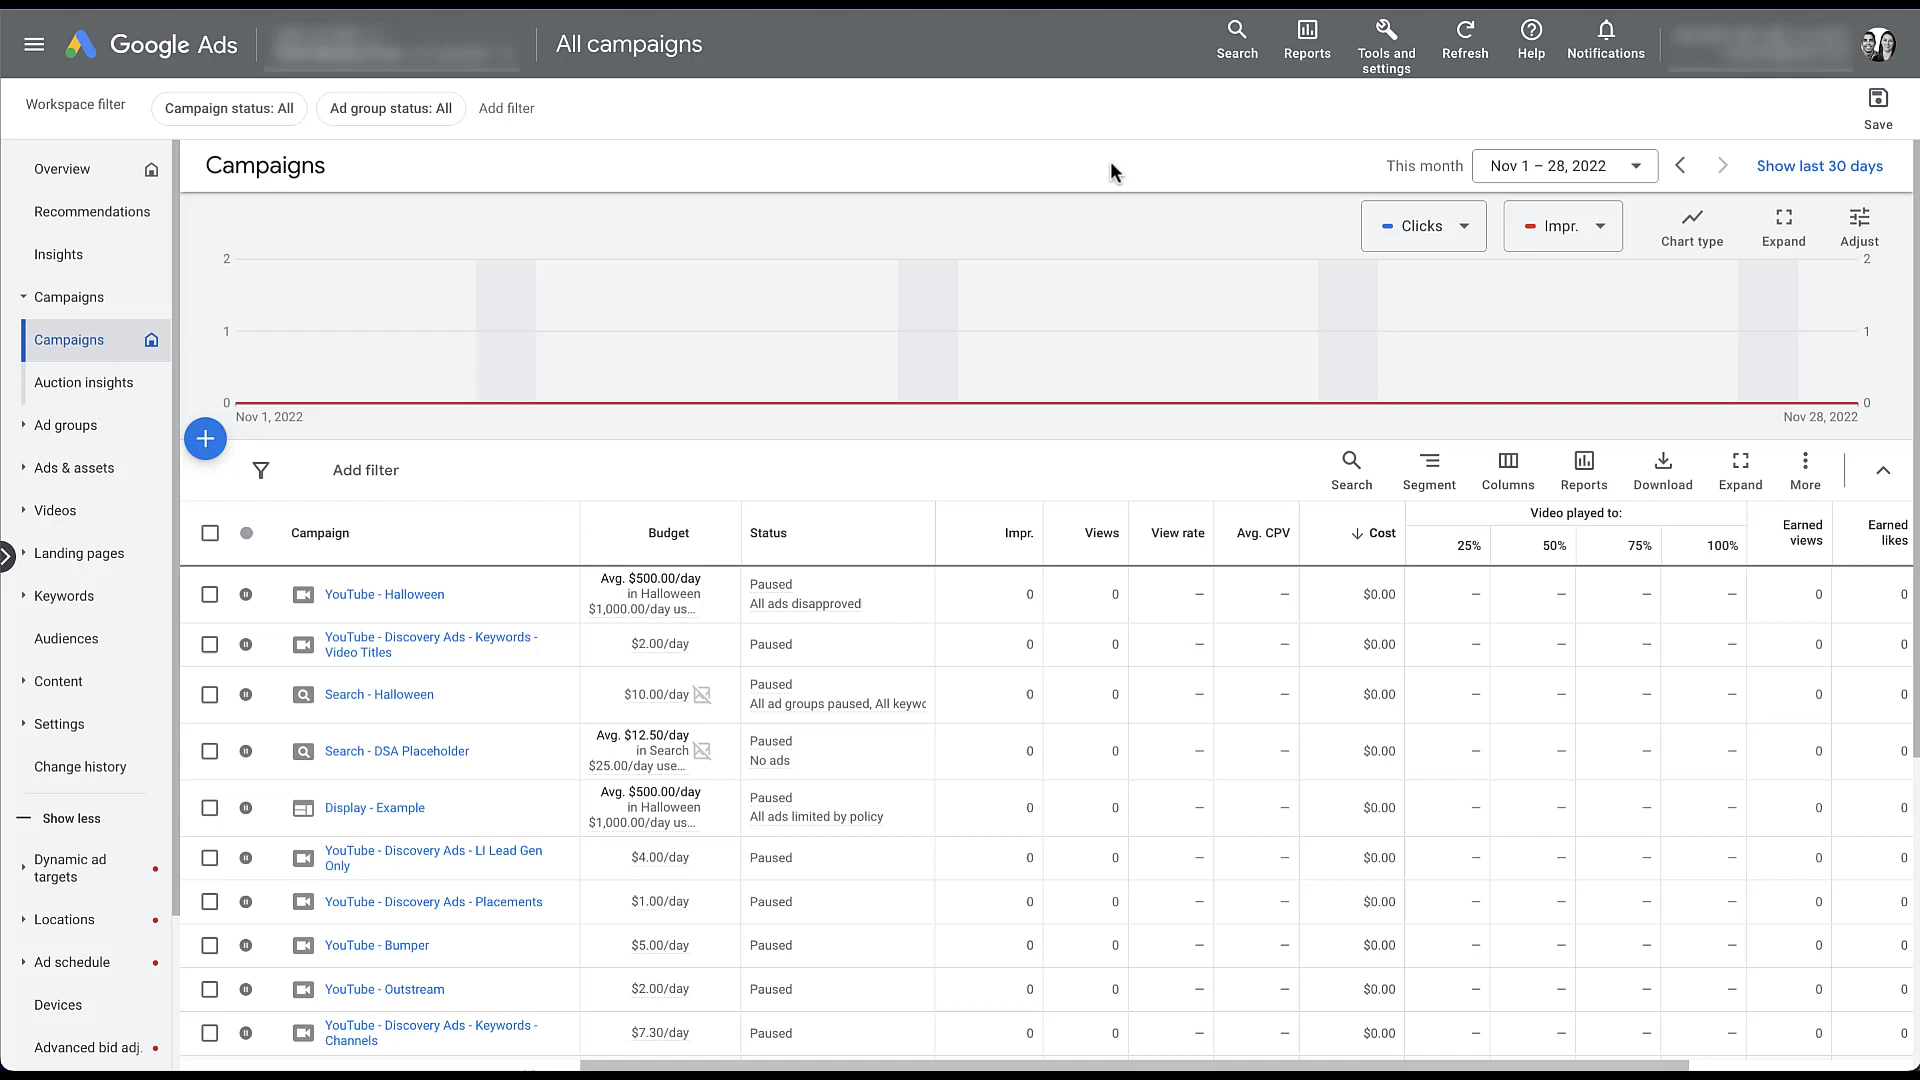 Google Ads
All campaigns
Search
Reports
Tools and
settings
Refresh
Help
Notifications
Workspace filter
Campaign status: All
Ad group status: All
Add filter
Save
Overview
Recommendations
Insights
Campaigns
Campaigns
Auction insights
Ad groups
Ads & assets
Videos
Landing pages
Keywords
Audiences
Content
Settings
Change history
Show less
Dynamic ad
targets
Locations
Ad schedule
Devices
Advanced bid adj.
Campaigns
This month
Nov 1 – 28, 2022
Show last 30 days
Clicks
Impr.
Chart type
Expand
Adjust
2
2
1
1
0
0
Nov 1, 2022
Nov 28, 2022
Add filter
Search
Segment
Columns
Reports
Download
Expand
More
Campaign
Budget
Status
Impr.
Views
View rate
Avg. CPV
Cost
Video played to:
25%
50%
75%
100%
Earned
views
Earned
likes
YouTube - Halloween
Avg. $500.00/day
in Halloween
$1,000.00/day us...
Paused
All ads disapproved
0
0
–
–
$0.00
–
–
–
–
0
0
YouTube - Discovery Ads - Keywords -
Video Titles
$2.00/day
Paused
0
0
–
–
$0.00
–
–
–
–
0
0
Search - Halloween
$10.00/day
Paused
All ad groups paused, All keywo
0
0
–
–
$0.00
–
–
–
–
0
0
Search - DSA Placeholder
Avg. $12.50/day
in Search
$25.00/day use...
Paused
No ads
0
0
–
–
$0.00
–
–
–
–
0
0
Display - Example
Avg. $500.00/day
in Halloween
$1,000.00/day us...
Paused
All ads limited by policy
0
0
–
–
$0.00
–
–
–
–
0
0
YouTube - Discovery Ads - LI Lead Gen
Only
$4.00/day
Paused
0
0
–
–
$0.00
–
–
–
–
0
0
YouTube - Discovery Ads - Placements
$1.00/day
Paused
0
0
–
–
$0.00
–
–
–
–
0
0
YouTube - Bumper
$5.00/day
Paused
0
0
–
–
$0.00
–
–
–
–
0
0
YouTube - Outstream
$2.00/day
Paused
0
0
–
–
$0.00
–
–
–
–
0
0
YouTube - Discovery Ads - Keywords -
Channels
$7.30/day
Paused
0
0
–
–
$0.00
–
–
–
–
0
0